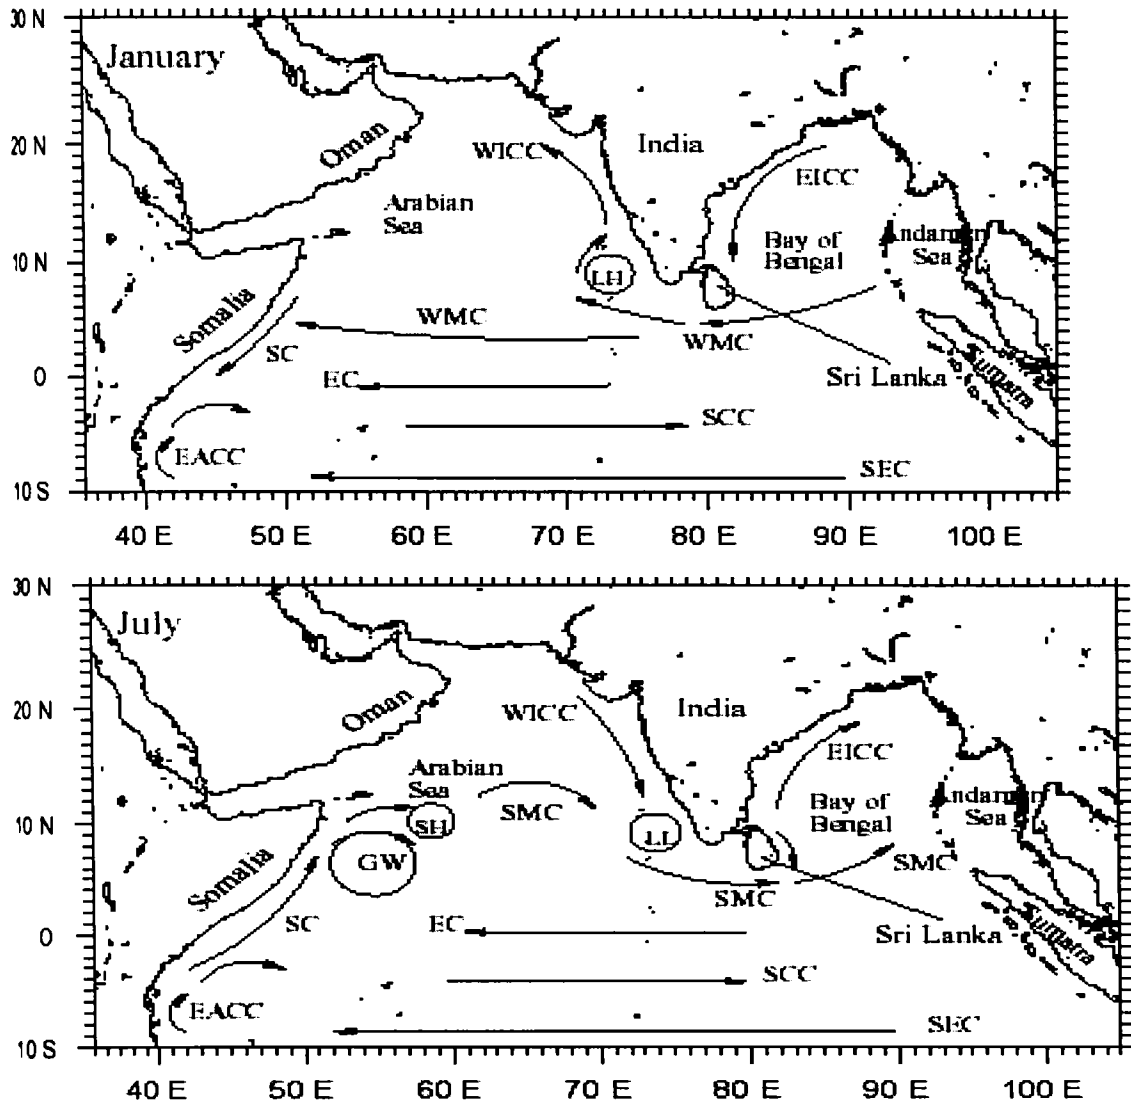 30 N
January
20 N
Oman
WICC
India
EICC
Arabian
Sea
Bay of
Bengal
Andaman
Sea
10 N
LH
Somalia
WMC
WMC
SC
0
EC
Sri Lanka
Sumatra
SCC
EACC
SEC
10 S
40 E
50 E
60 E
70 E
80 E
90 E
100 E
30 N
July
20 N
Oman
WICC
India
EICC
Arabian
Sea
SMC
Bay of
Bengal
Andaman
Sea
10 N
SH
LL
GW
SMC
Somalia
SMC
SC
EC
0
Sri Lanka
Sumatra
SCC
EACC
SEC
10 S
40 E
50 E
60 E
70 E
80 E
90 E
100 E